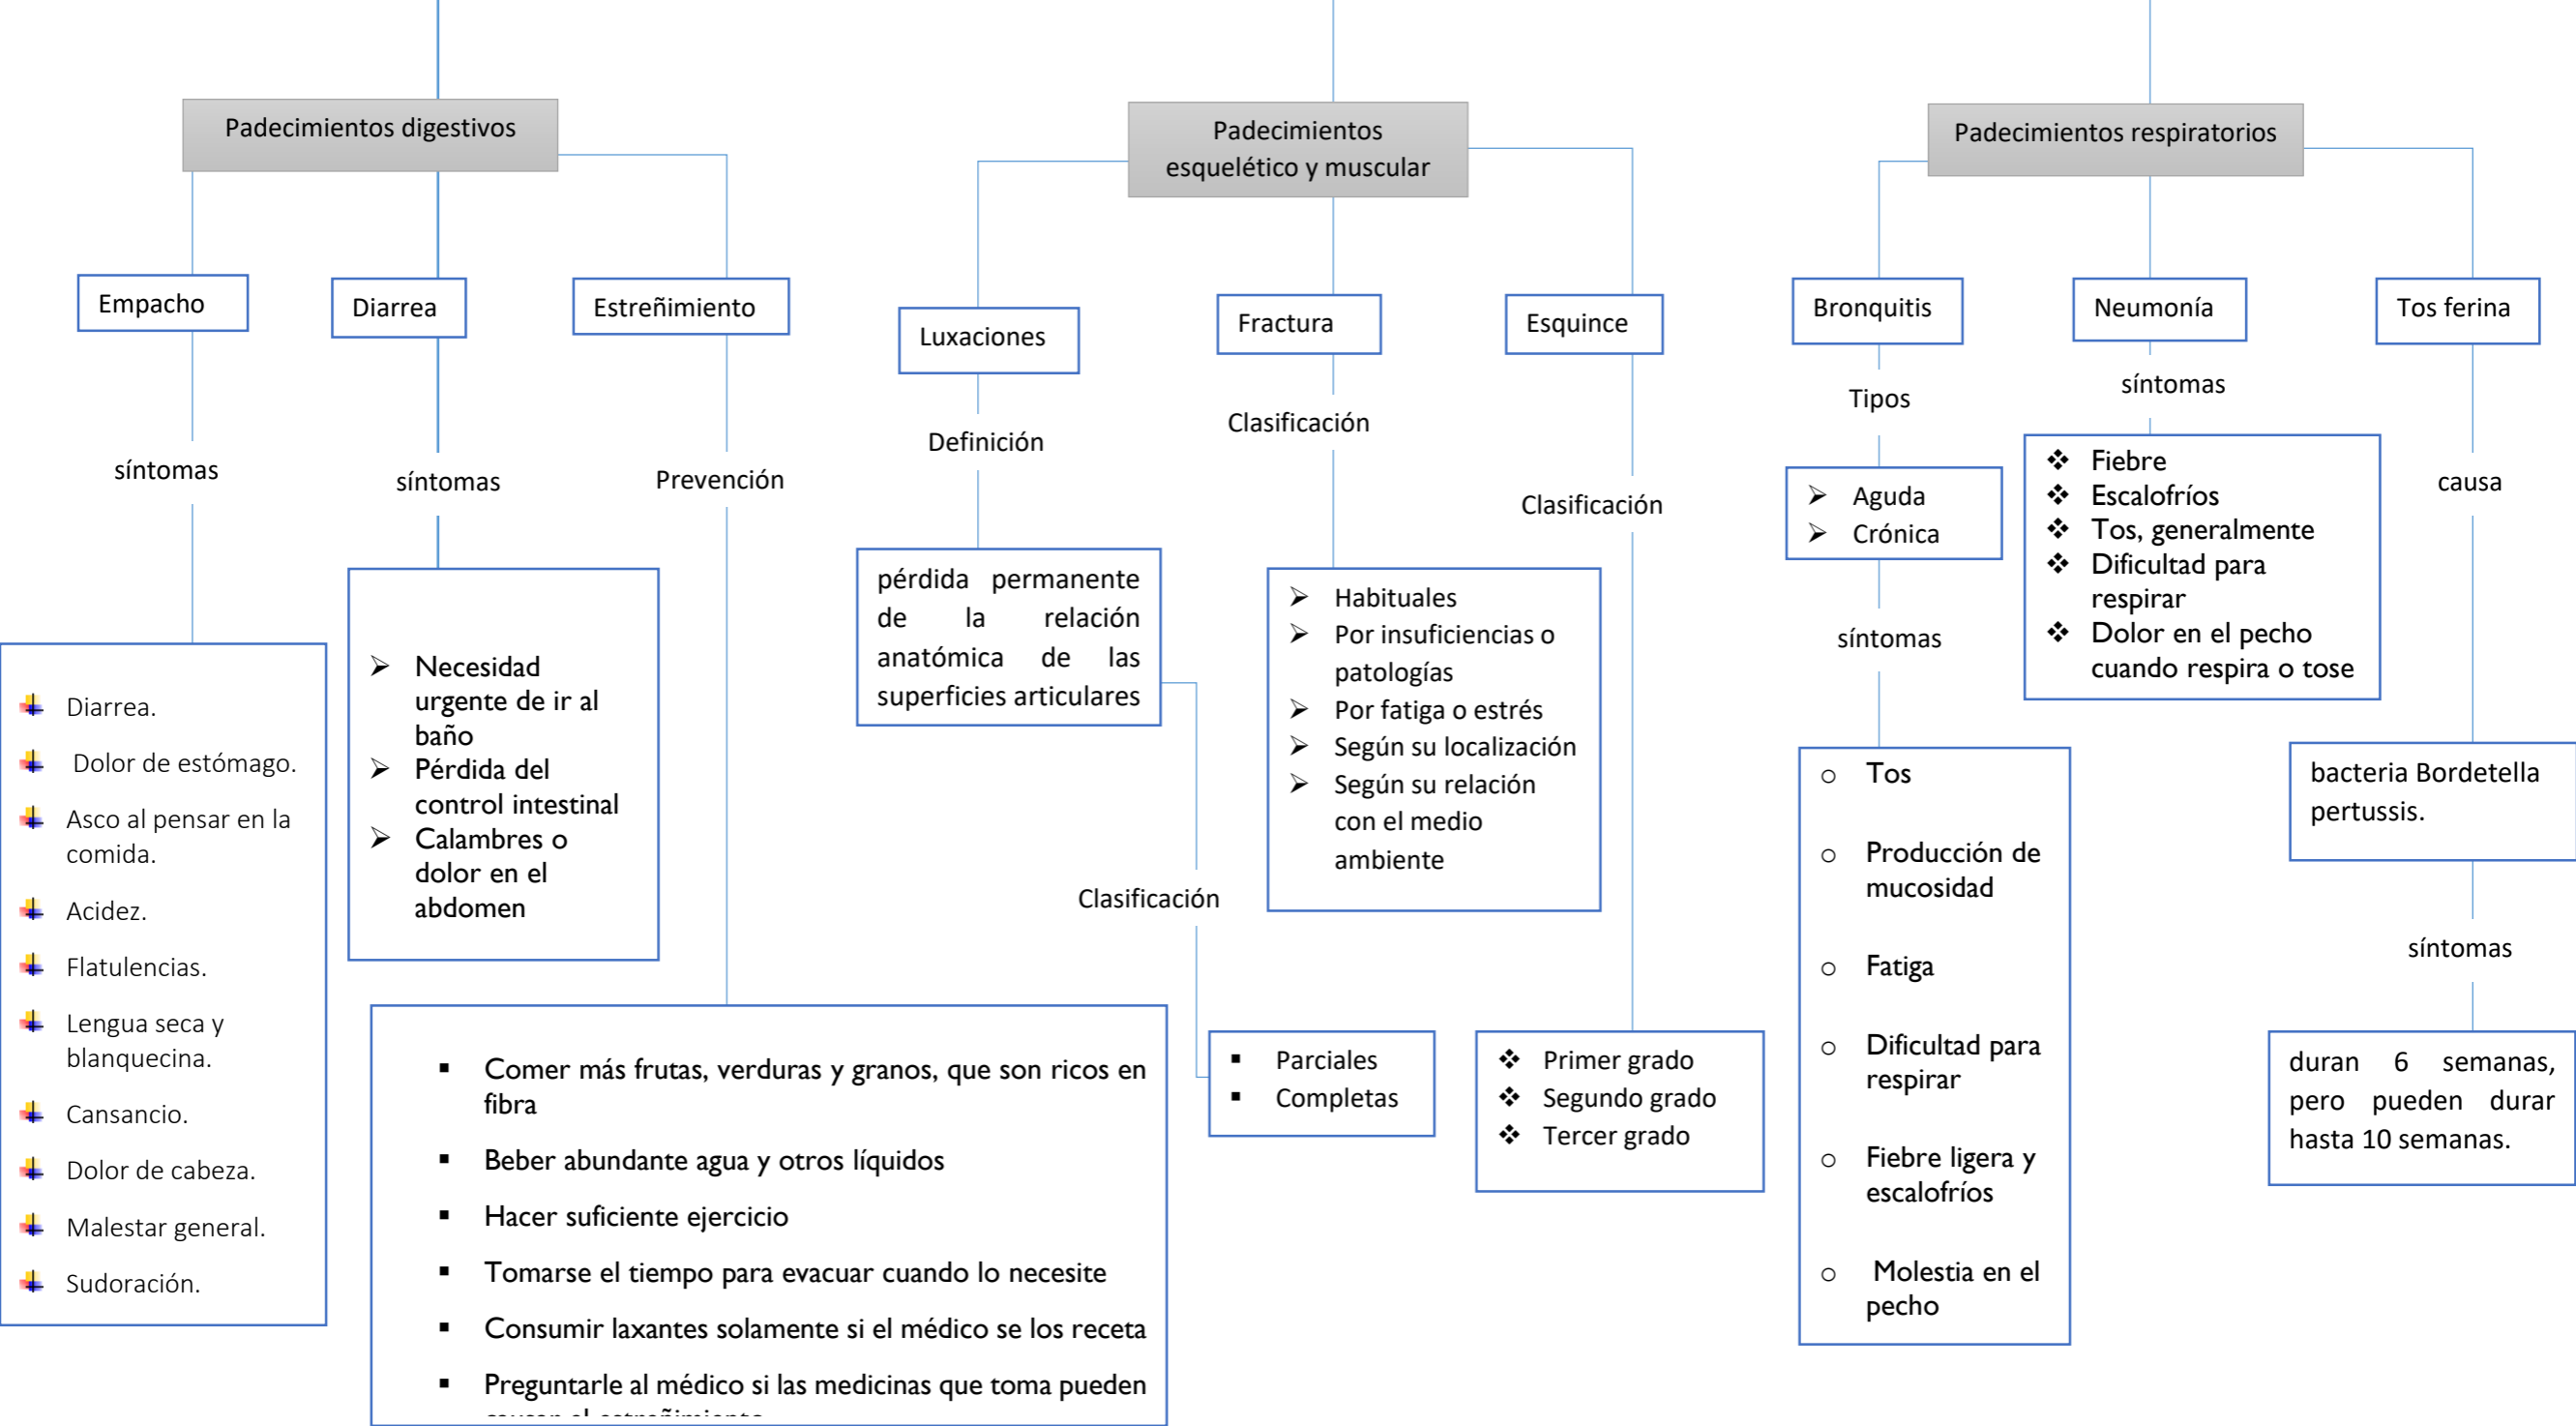 Padecimientos digestivos
Empacho
síntomas
Diarrea.
Dolor de estómago.
Asco al pensar en la
comida.
Acidez.
Flatulencias.
Lengua seca y
blanquecina.
Cansancio.
Dolor de cabeza.
Malestar general.
Sudoración.
Diarrea
síntomas
Necesidad
urgente de ir al
baño
Pérdida del
control intestinal
Calambres o
dolor en el
abdomen
Estreñimiento
Prevención
Comer más frutas, verduras y granos, que son ricos en
fibra
Beber abundante agua y otros líquidos
Hacer suficiente ejercicio
Tomarse el tiempo para evacuar cuando lo necesite
Consumir laxantes solamente si el médico se los receta
Preguntarle al médico si las medicinas que toma pueden
Padecimientos
esquelético y muscular
Luxaciones
Definición
pérdida permanente
de la relación
anatómica de las
superficies articulares
Clasificación
Parciales
Completas
Fractura
Clasificación
Habituales
Por insuficiencias o
patologías
Por fatiga o estrés
Según su localización
Según su relación
con el medio
ambiente
Esquince
Clasificación
Primer grado
Segundo grado
Tercer grado
Padecimientos respiratorios
Bronquitis
Tipos
Aguda
Crónica
síntomas
Tos
Producción de
mucosidad
Fatiga
Dificultad para
respirar
Fiebre ligera y
escalofríos
Molestia en el
pecho
Neumonía
síntomas
Fiebre
Escalofríos
Tos, generalmente
Dificultad para
respirar
Dolor en el pecho
cuando respira o tose
Tos ferina
causa
bacteria Bordetella
pertussis.
síntomas
duran 6 semanas,
pero pueden durar
hasta 10 semanas.